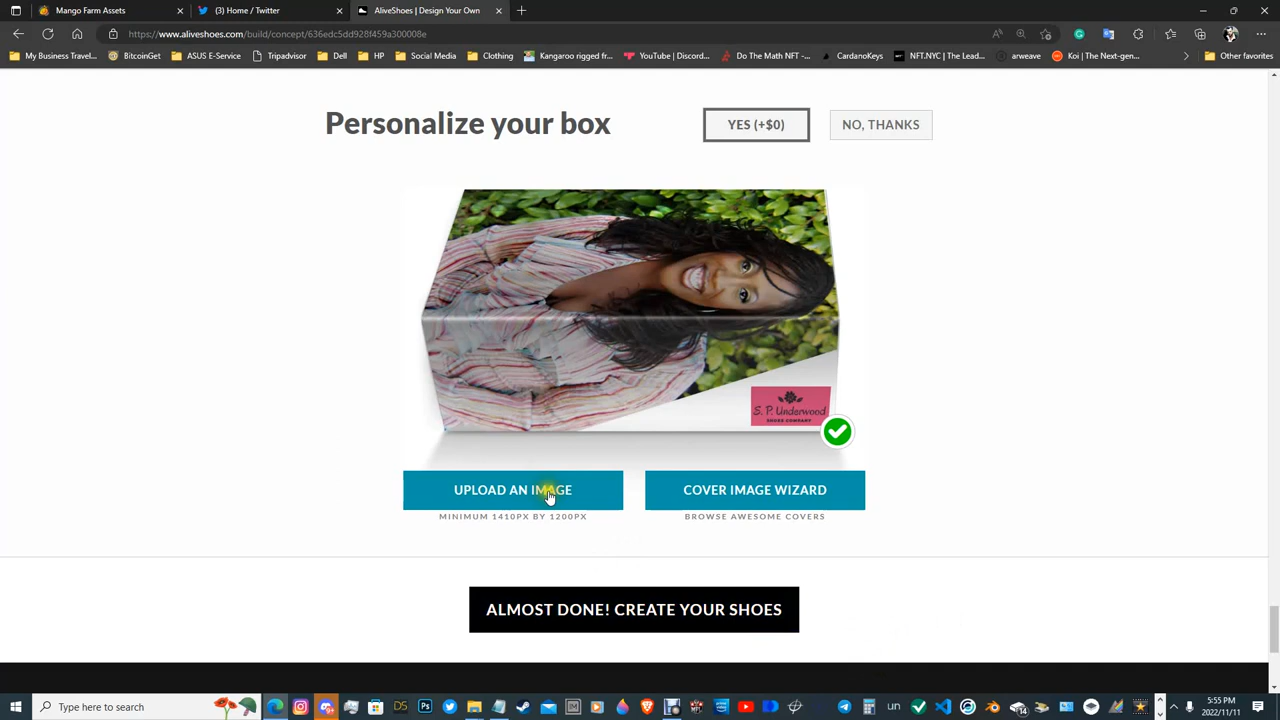 Mango Farm Assets
(3) Home / Twitter
AliveShoes | Design Your Own
https://www.aliveshoes.com/build/concept/636edc5dd928f459a300008e
My Business Travel...
BitcoinGet
ASUS E-Service
Tripadvisor
Dell
HP
Social Media
Clothing
Kangaroo rigged fr...
YouTube | Discord...
Do The Math NFT -...
CardanoKeys
NFT.NYC | The Lead...
arweave
Koi | The Next-gen...
Other favorites
Personalize your box
YES (+$0)
NO, THANKS
S. P. Underwood
SHOES COMPANY
UPLOAD AN IMAGE
COVER IMAGE WIZARD
MINIMUM 1410PX BY 1200PX
BROWSE AWESOME COVERS
ALMOST DONE! CREATE YOUR SHOES
Type here to search
5:55 PM
2022/11/11